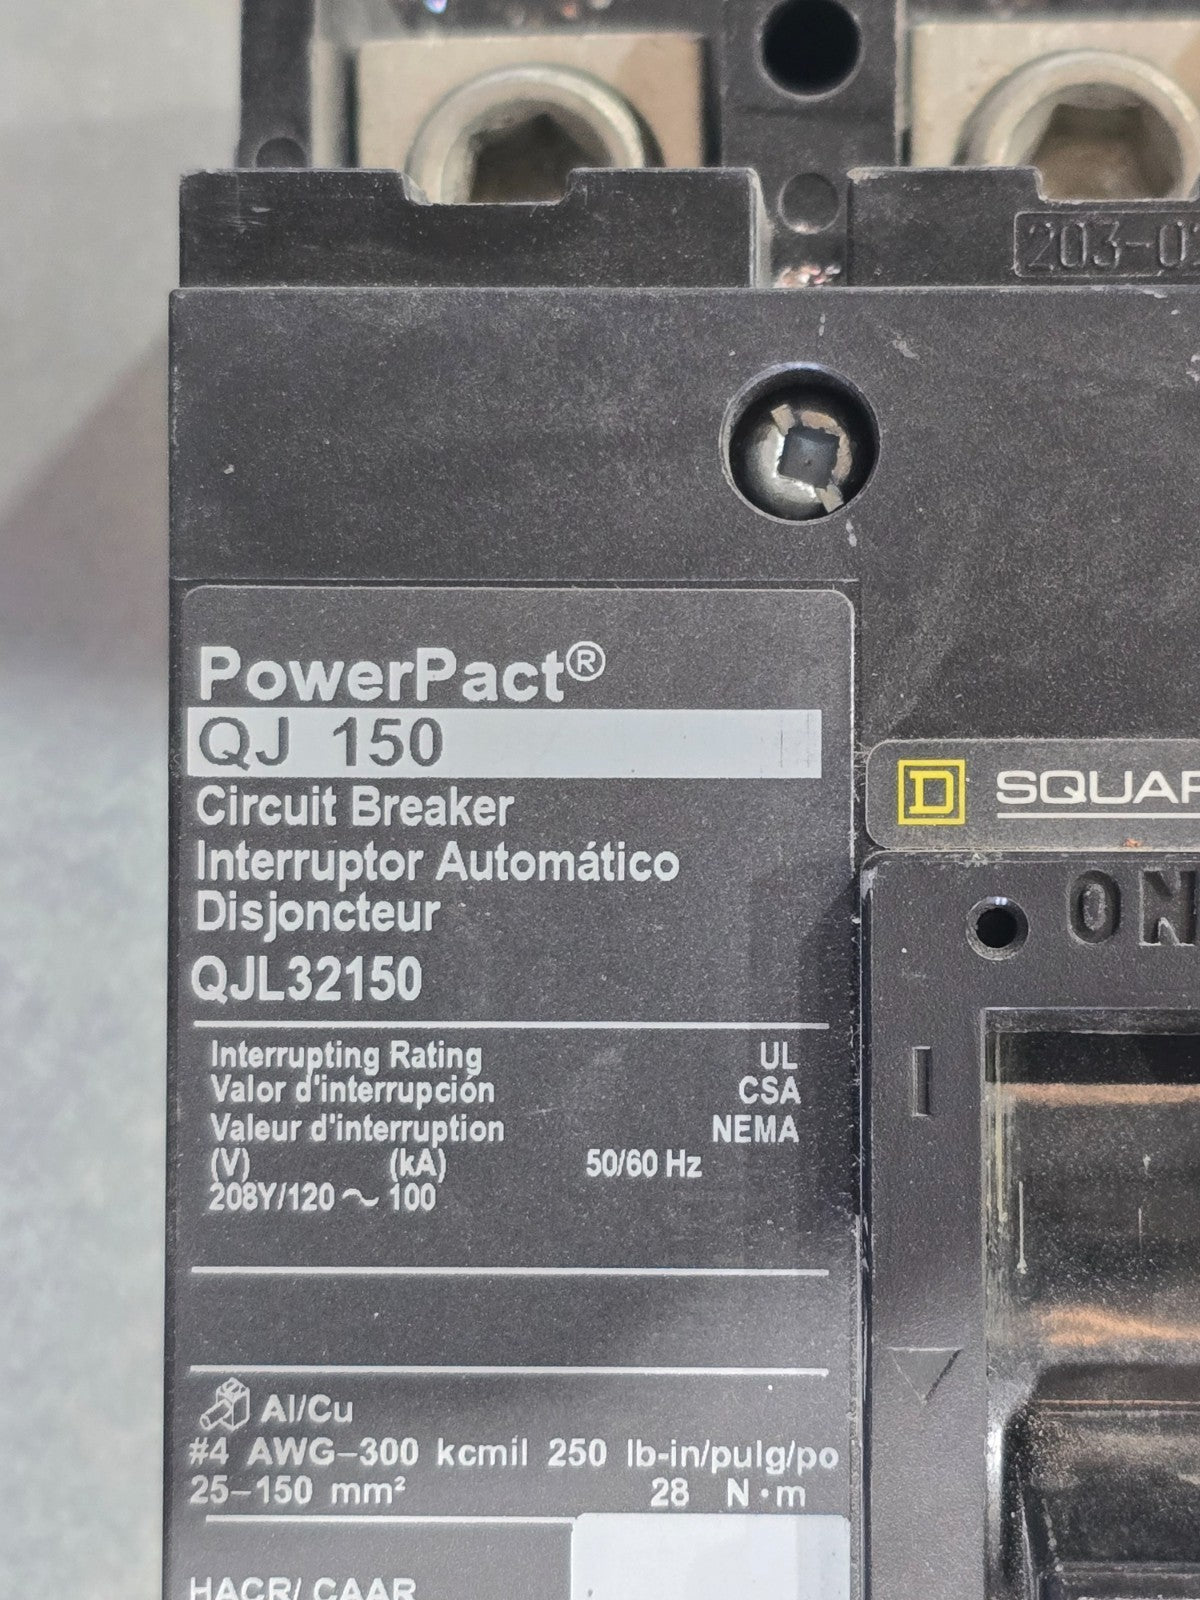 203-0
PowerPact®
QJ 150
Circuit Breaker
Interruptor Automático
Disjoncteur
QJL32150
D SQUAR
ON
Interrupting Rating UL
Valor d'interrupción CSA
Valeur d'interruption NEMA
(V) (kA) 50/60 Hz
208Y/120 ~ 100
I
Al/Cu
#4 AWG–300 kcmil 250 lb-in/pulg/po
25–150 mm² 28 N·m
HACR/ CAAR